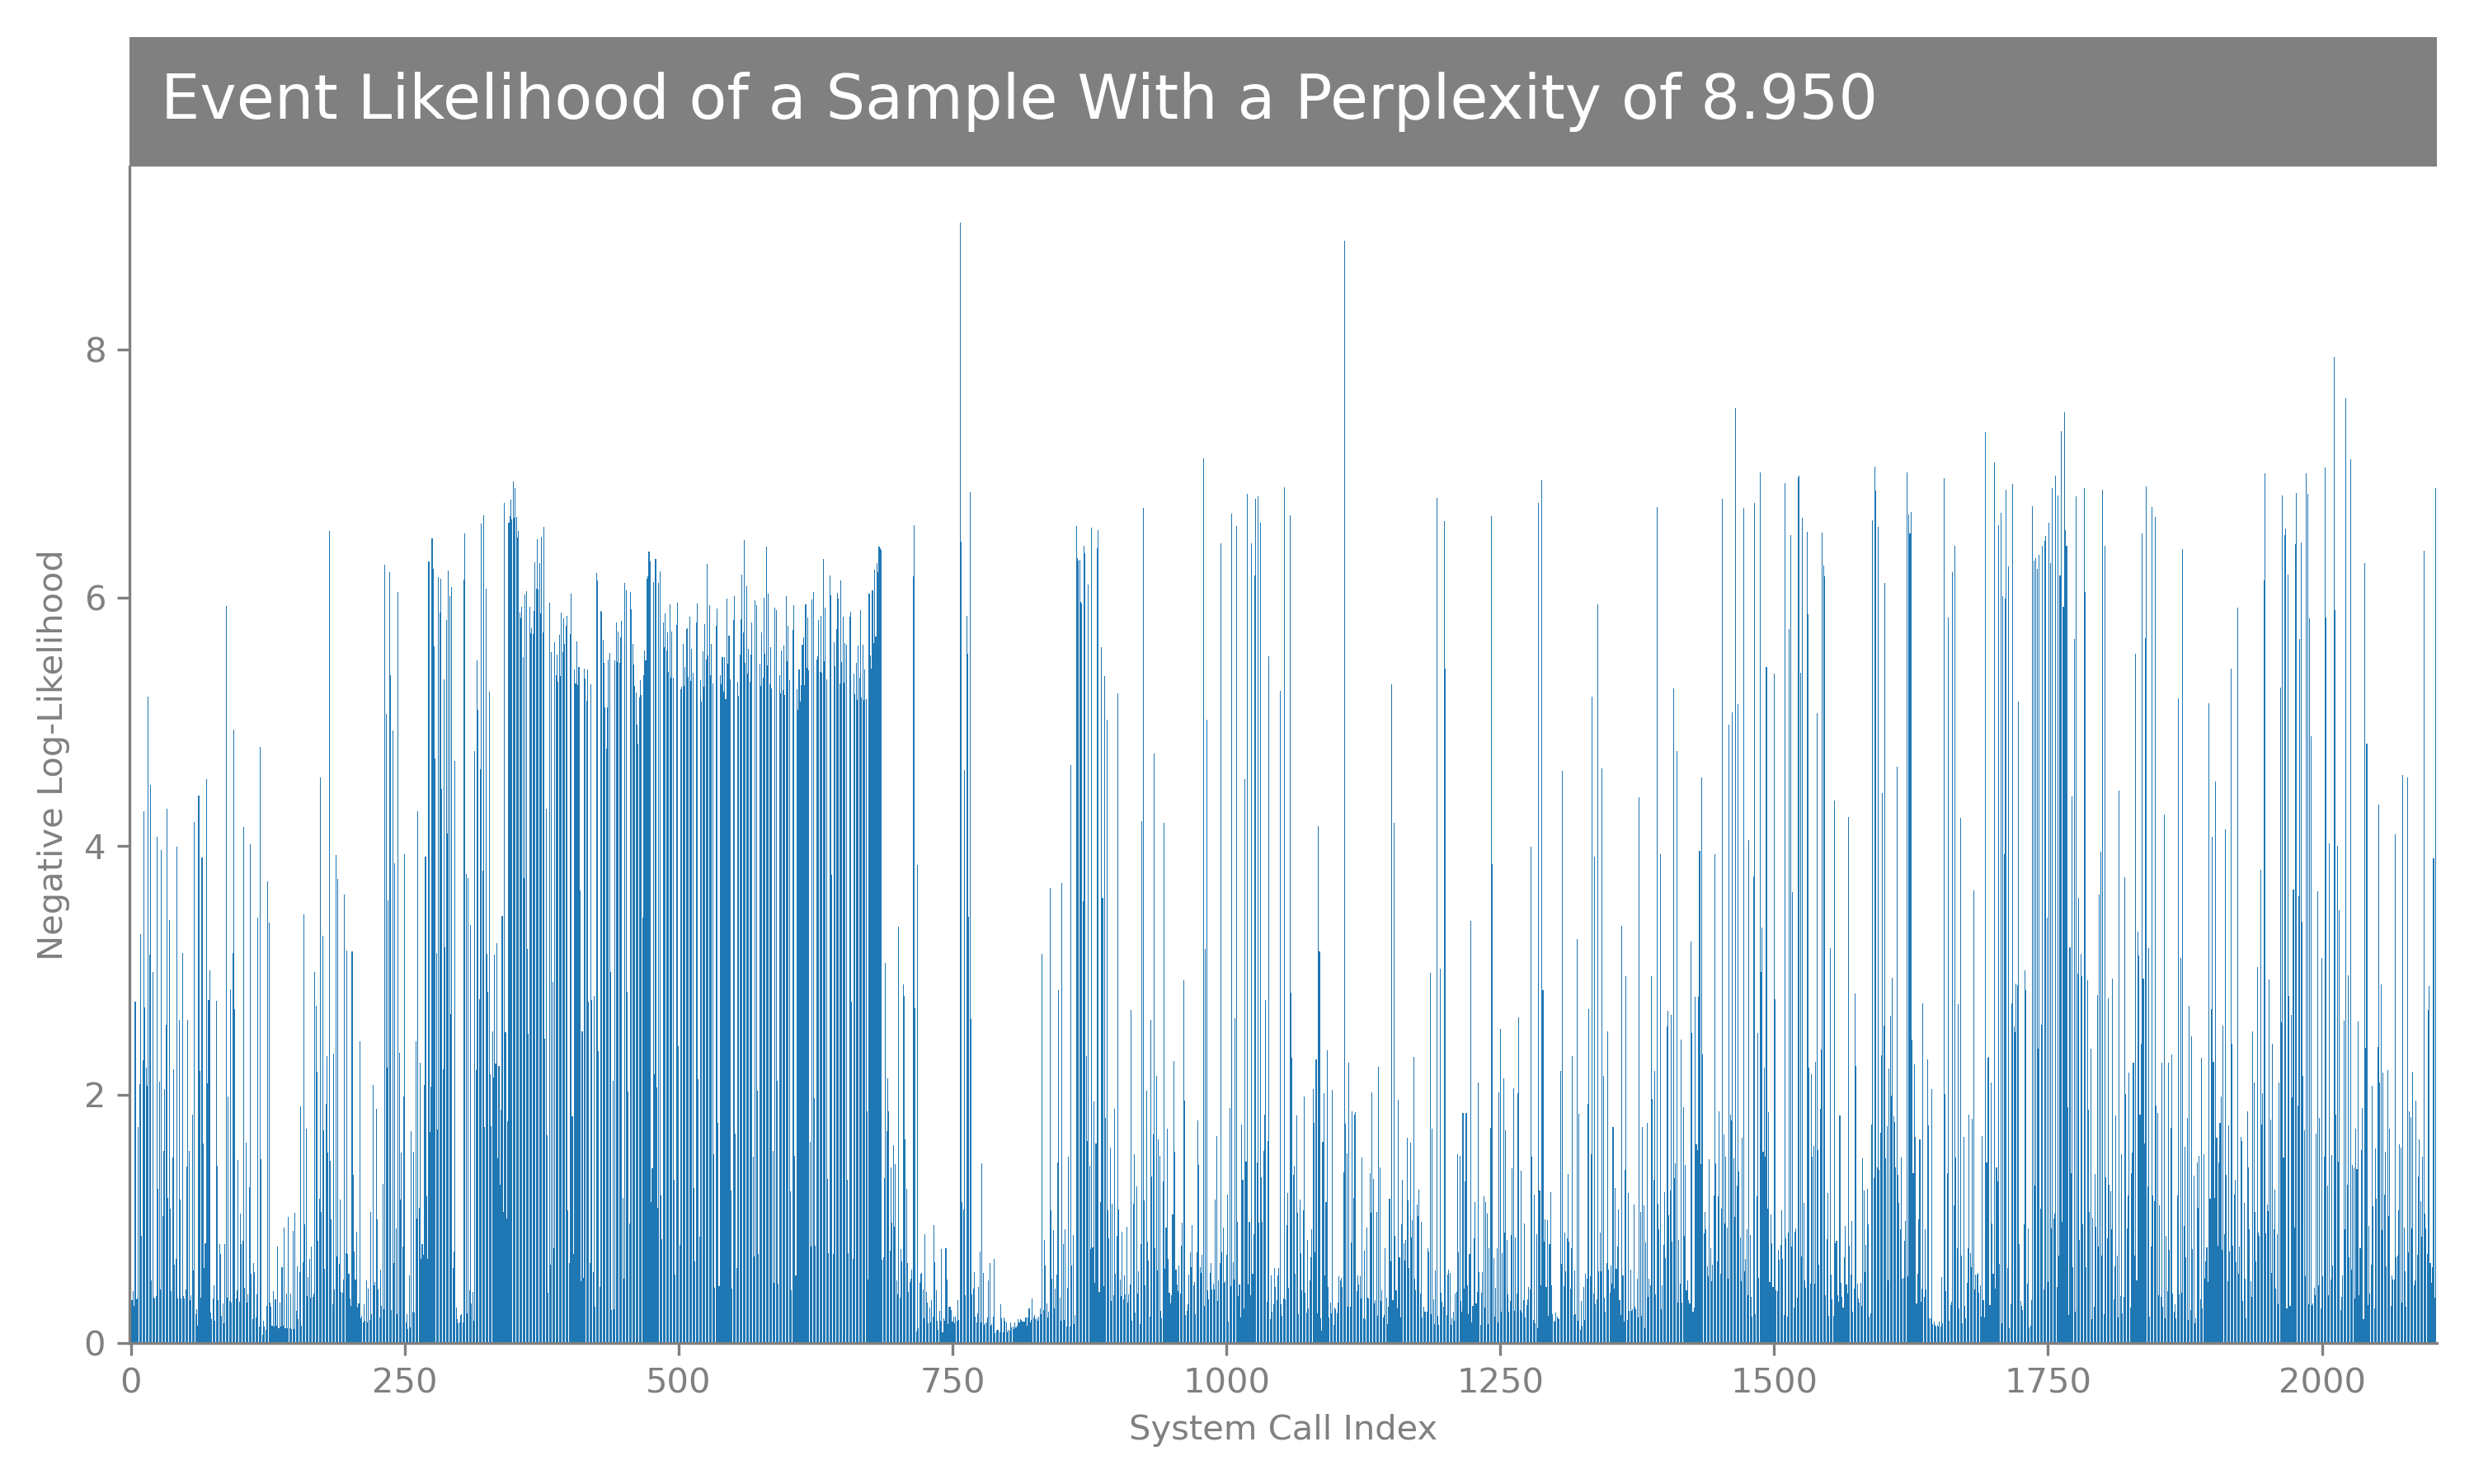 Event Likelihood of a Sample With a Perplexity of 8.950
Negative Log-Likelihood
8
6
4
2
0
0 250 500 750 1000 1250 1500 1750 2000
System Call Index